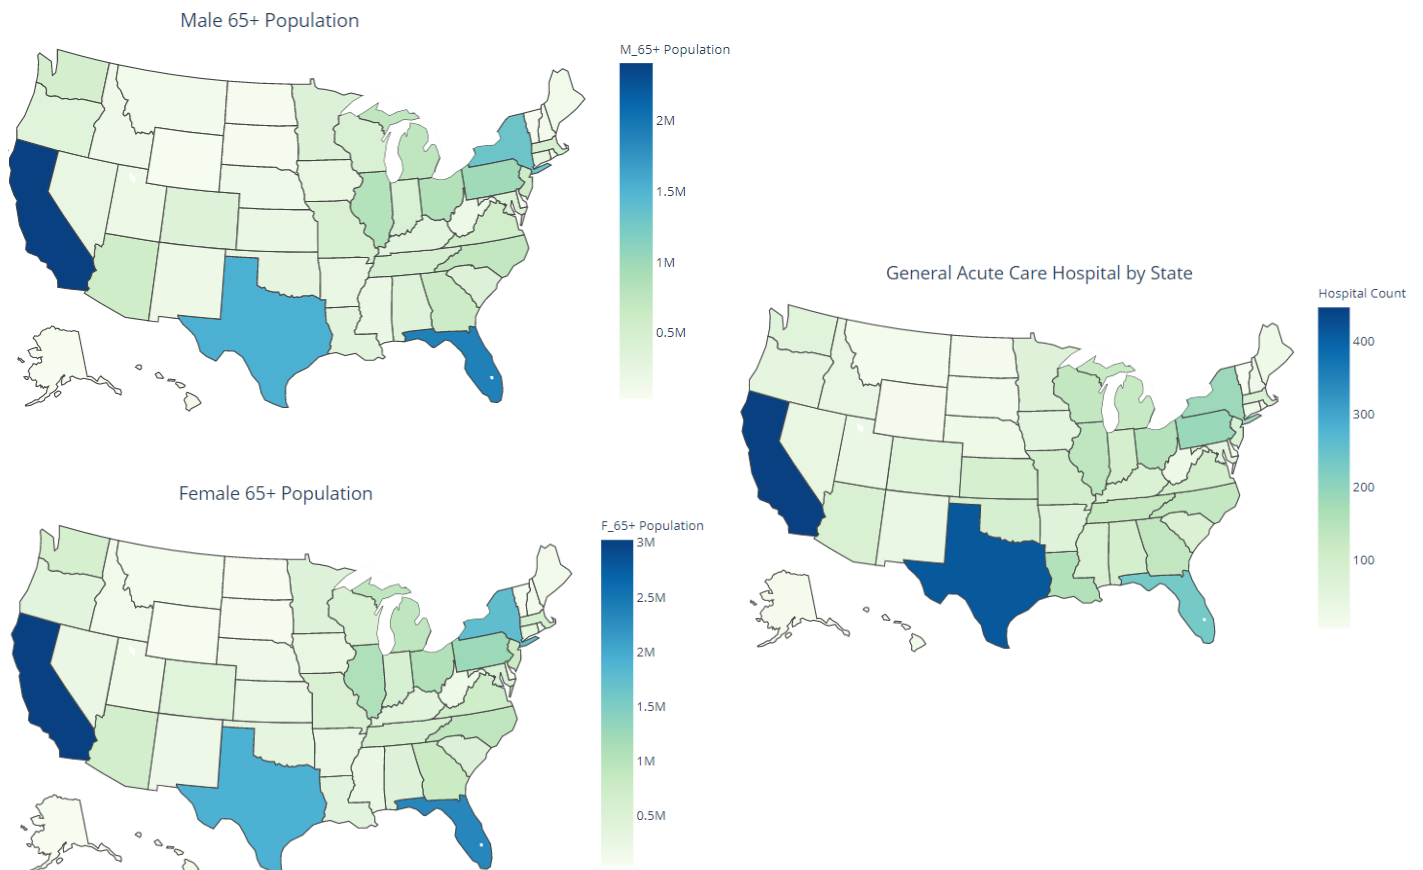 Male 65+ Population
M_65+ Population
2M
1.5M
1M
0.5M
General Acute Care Hospital by State
Hospital Count
400
300
200
100
Female 65+ Population
F_65+ Population
3M
2.5M
2M
1.5M
1M
0.5M